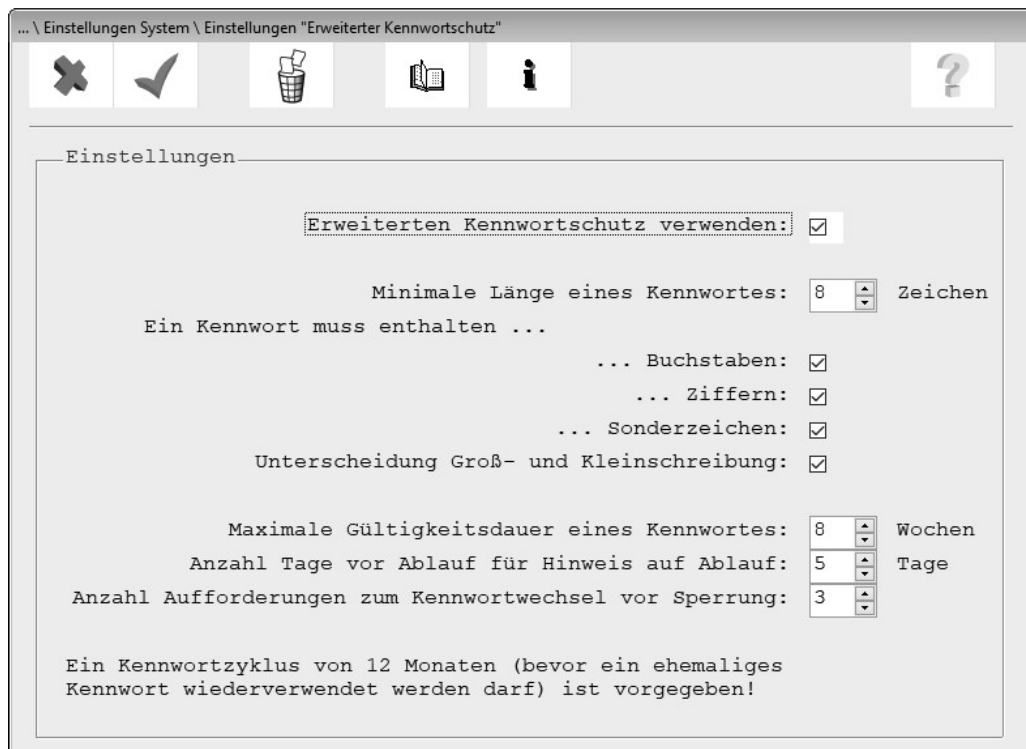 ... \ Einstellungen System \ Einstellungen "Erweiterter Kennwortschutz"
Einstellungen
Erweiterten Kennwortschutz verwenden:
Minimale Länge eines Kennwortes: 8 Zeichen
Ein Kennwort muss enthalten ...
... Buchstaben:
... Ziffern:
... Sonderzeichen:
Unterscheidung Groß- und Kleinschreibung:
Maximale Gültigkeitsdauer eines Kennwortes: 8 Wochen
Anzahl Tage vor Ablauf für Hinweis auf Ablauf: 5 Tage
Anzahl Aufforderungen zum Kennwortwechsel vor Sperrung: 3
Ein Kennwortzyklus von 12 Monaten (bevor ein ehemaliges
Kennwort wiederverwendet werden darf) ist vorgegeben!